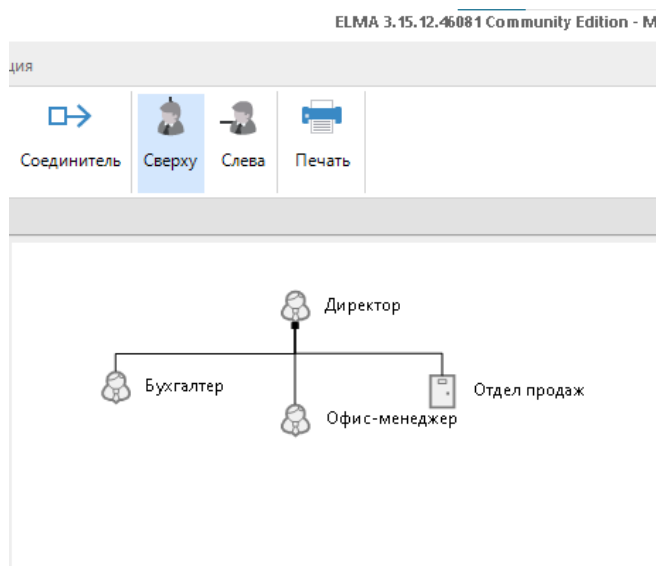 ELMA 3.15.12.46081 Community Edition - M
ция
Соединитель
Сверху
Слева
Печать
Директор
Бухгалтер
Отдел продаж
Офис-менеджер